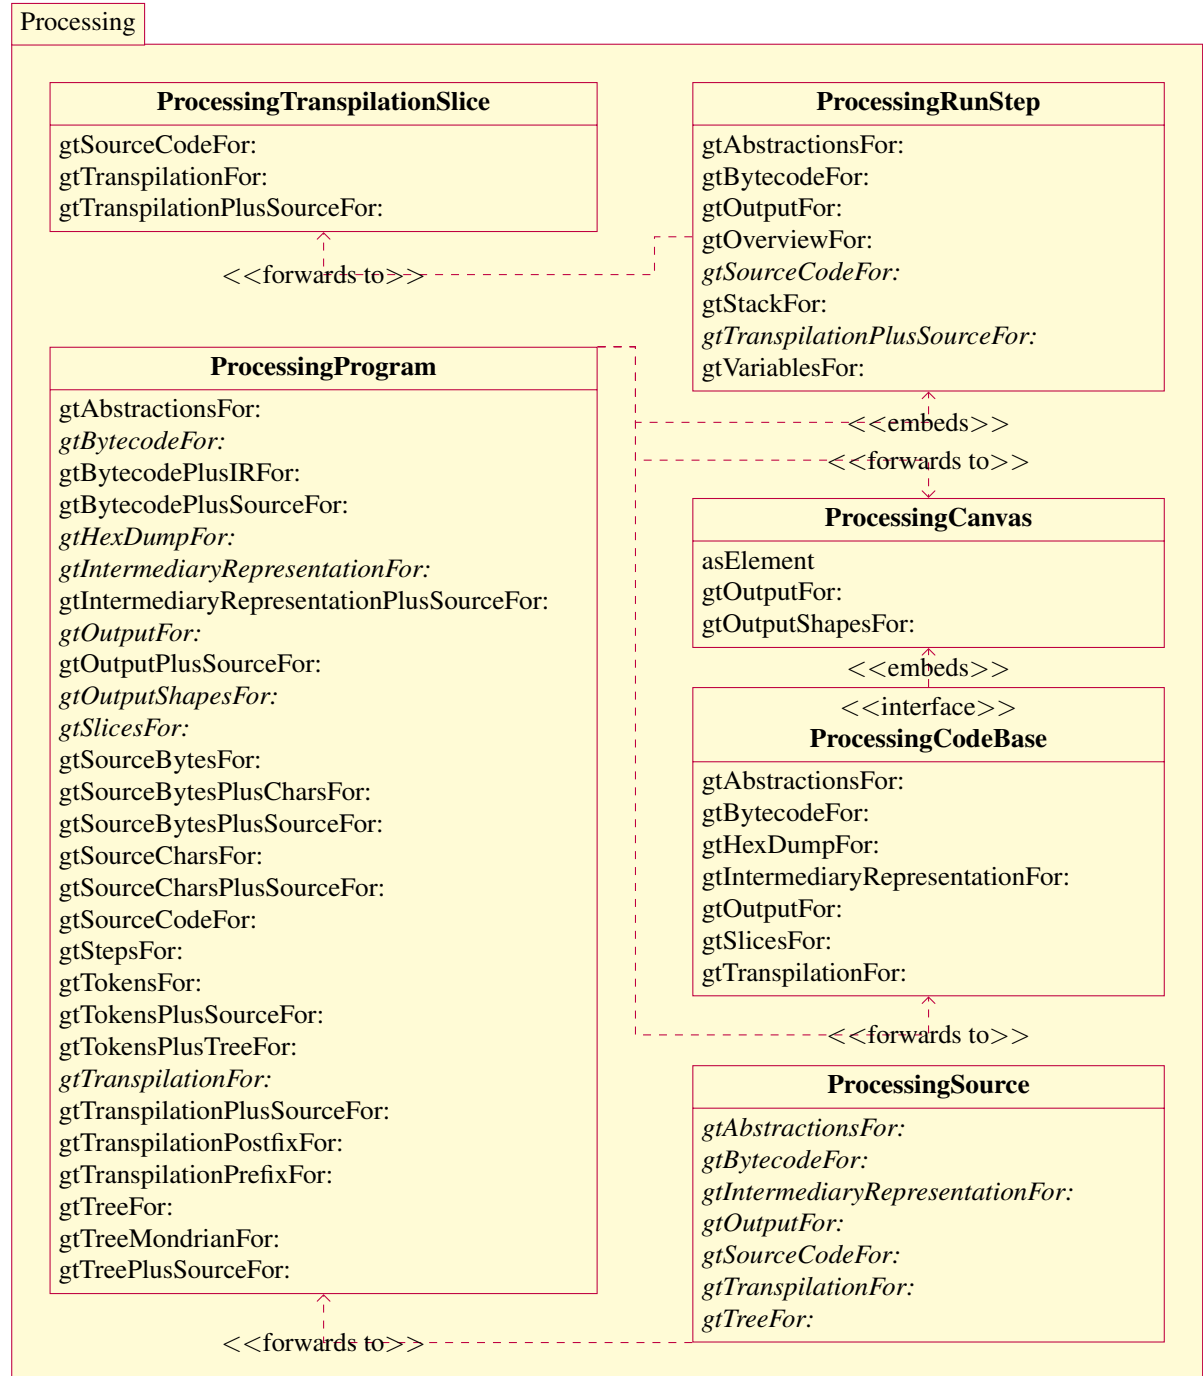 Processing
ProcessingTranspilationSlice
gtSourceCodeFor:
gtTranspilationFor:
gtTranspilationPlusSourceFor:
<<forwards to>>
ProcessingRunStep
gtAbstractionsFor:
gtBytecodeFor:
gtOutputFor:
gtOverviewFor:
gtSourceCodeFor:
gtStackFor:
gtTranspilationPlusSourceFor:
gtVariablesFor:
<<embeds>>
<<forwards to>>
ProcessingProgram
gtAbstractionsFor:
gtBytecodeFor:
gtBytecodePlusIRFor:
gtBytecodePlusSourceFor:
gtHexDumpFor:
gtIntermediaryRepresentationFor:
gtIntermediaryRepresentationPlusSourceFor:
gtOutputFor:
gtOutputPlusSourceFor:
gtOutputShapesFor:
gtSlicesFor:
gtSourceBytesFor:
gtSourceBytesPlusCharsFor:
gtSourceBytesPlusSourceFor:
gtSourceCharsFor:
gtSourceCharsPlusSourceFor:
gtSourceCodeFor:
gtStepsFor:
gtTokensFor:
gtTokensPlusSourceFor:
gtTokensPlusTreeFor:
gtTranspilationFor:
gtTranspilationPlusSourceFor:
gtTranspilationPostfixFor:
gtTranspilationPrefixFor:
gtTreeFor:
gtTreeMondrianFor:
gtTreePlusSourceFor:
<<forwards to>>
ProcessingCanvas
asElement
gtOutputFor:
gtOutputShapesFor:
<<embeds>>
<<interface>>
ProcessingCodeBase
gtAbstractionsFor:
gtBytecodeFor:
gtHexDumpFor:
gtIntermediaryRepresentationFor:
gtOutputFor:
gtSlicesFor:
gtTranspilationFor:
<<forwards to>>
ProcessingSource
gtAbstractionsFor:
gtBytecodeFor:
gtIntermediaryRepresentationFor:
gtOutputFor:
gtSourceCodeFor:
gtTranspilationFor:
gtTreeFor: